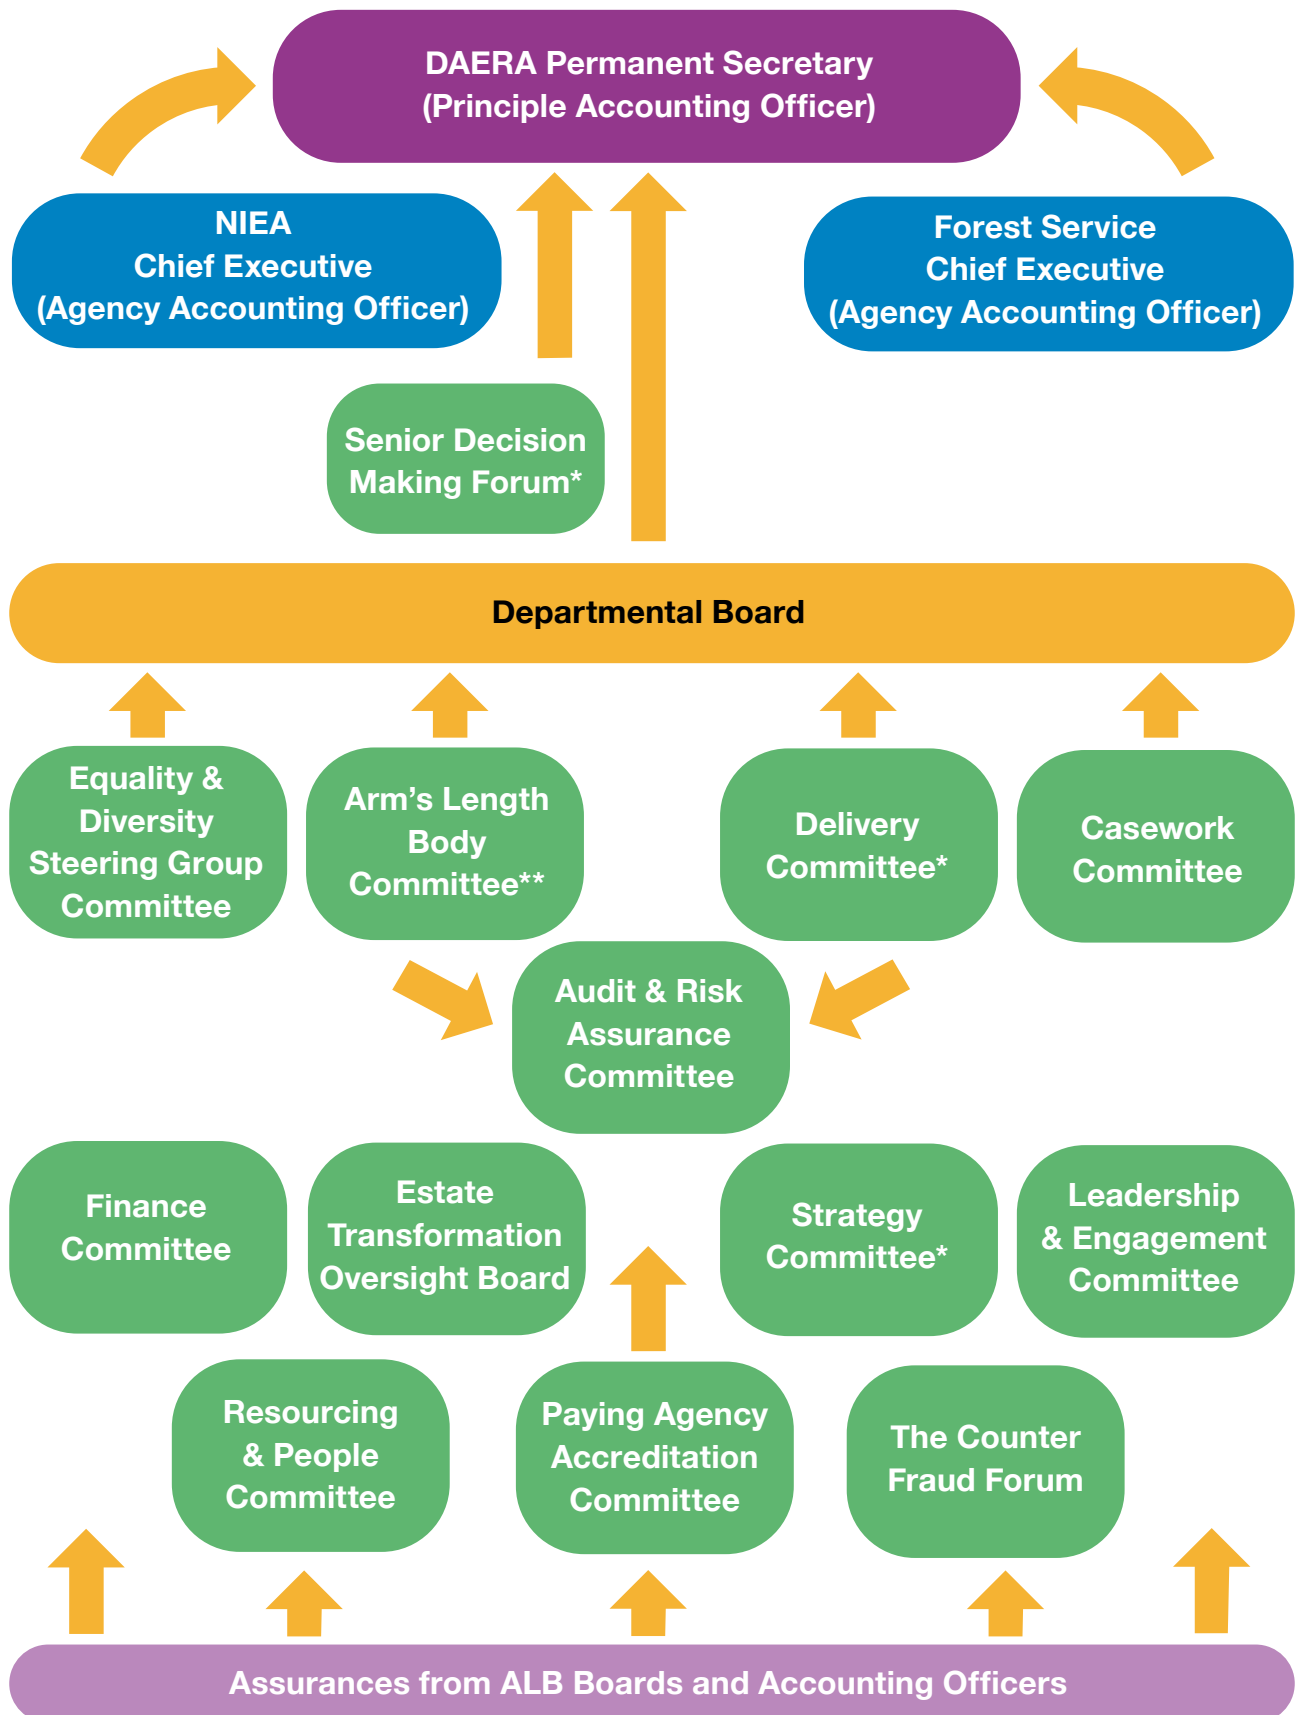 DAERA Permanent Secretary
(Principle Accounting Officer)
NIEA
Chief Executive
(Agency Accounting Officer)
Forest Service
Chief Executive
(Agency Accounting Officer)
Senior Decision
Making Forum*
Departmental Board
Equality &
Diversity
Steering Group
Committee
Arm’s Length
Body
Committee**
Delivery
Committee*
Casework
Committee
Audit & Risk
Assurance
Committee
Finance
Committee
Estate
Transformation
Oversight Board
Strategy
Committee*
Leadership
& Engagement
Committee
Resourcing
& People
Committee
Paying Agency
Accreditation
Committee
The Counter
Fraud Forum
Assurances from ALB Boards and Accounting Officers